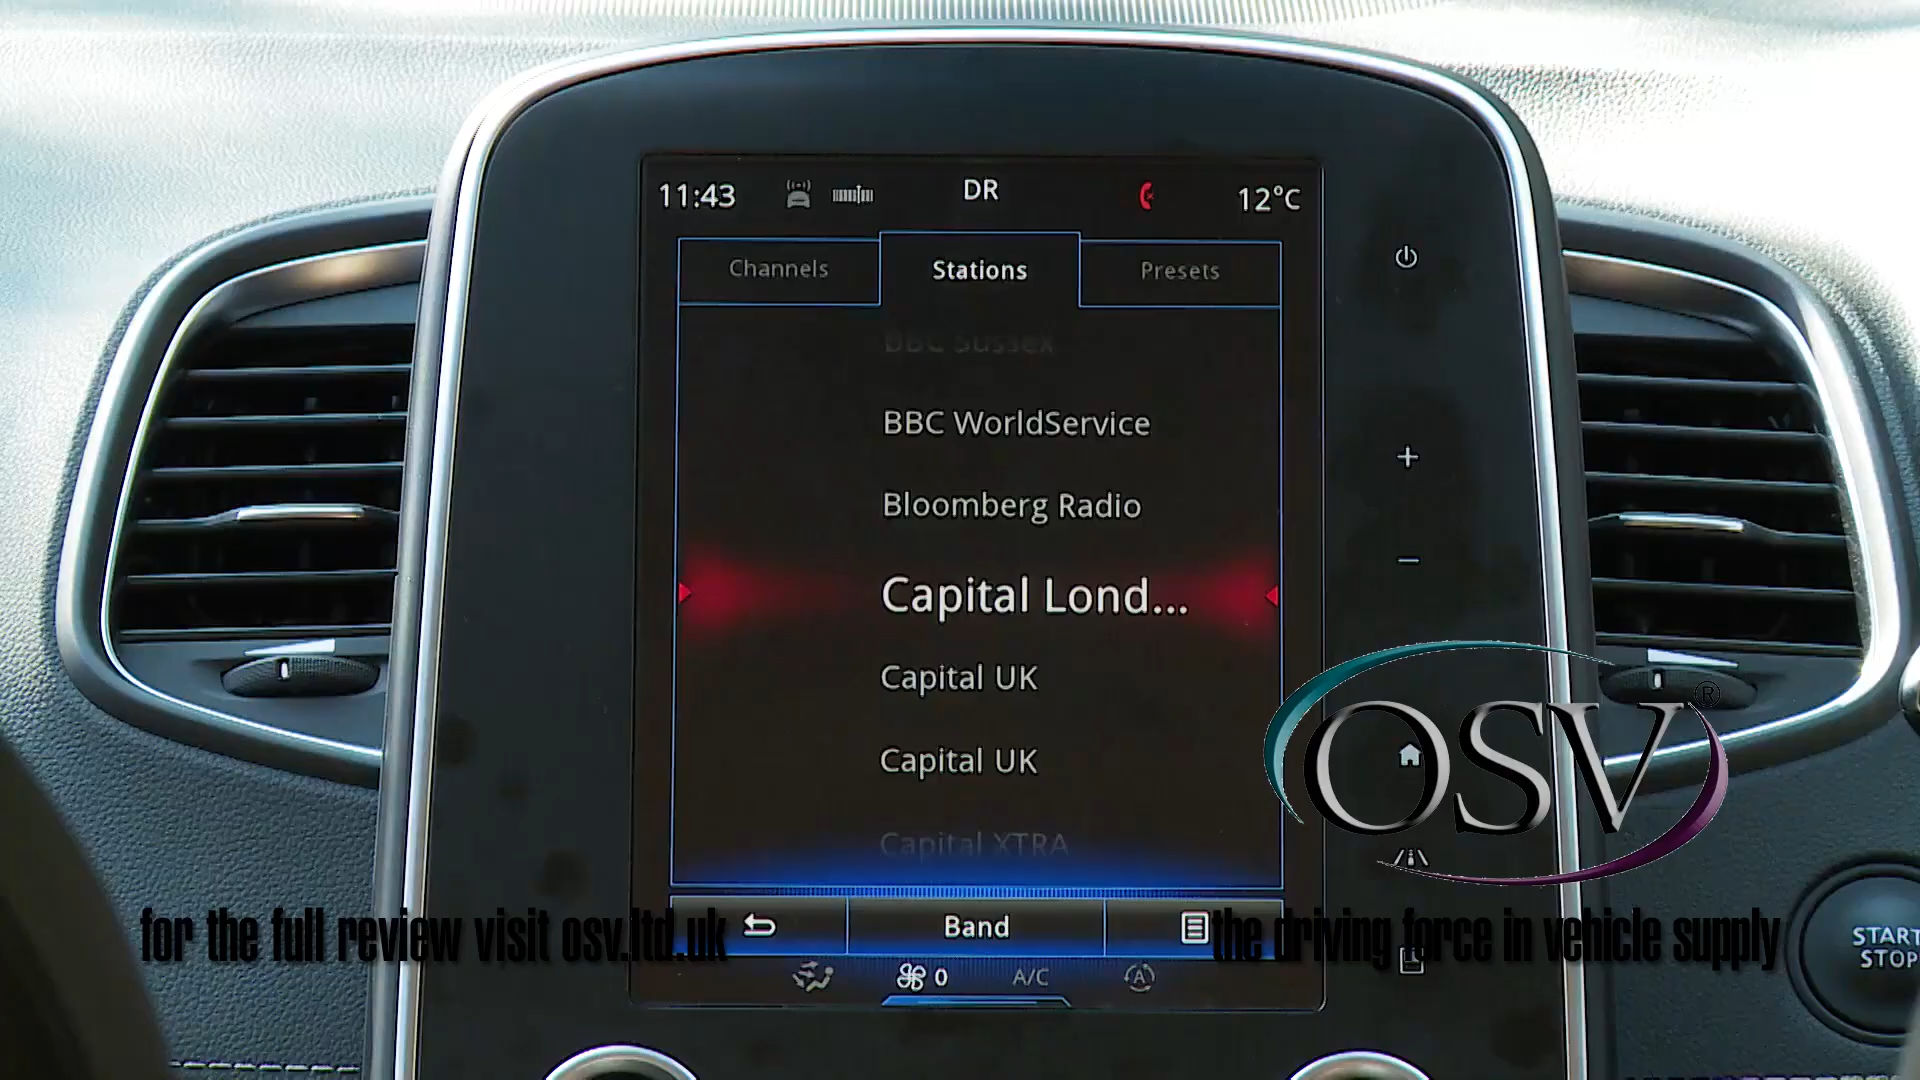 11:43
DR
12°C
Channels
Stations
Presets
BBC Sussex
BBC WorldService
Bloomberg Radio
Capital Lond...
Capital UK
Capital UK
Capital XTRA
Band
0
A/C
A
OSV®
for the full review visit osv.ltd.uk
the driving force in vehicle supply
START
STOP